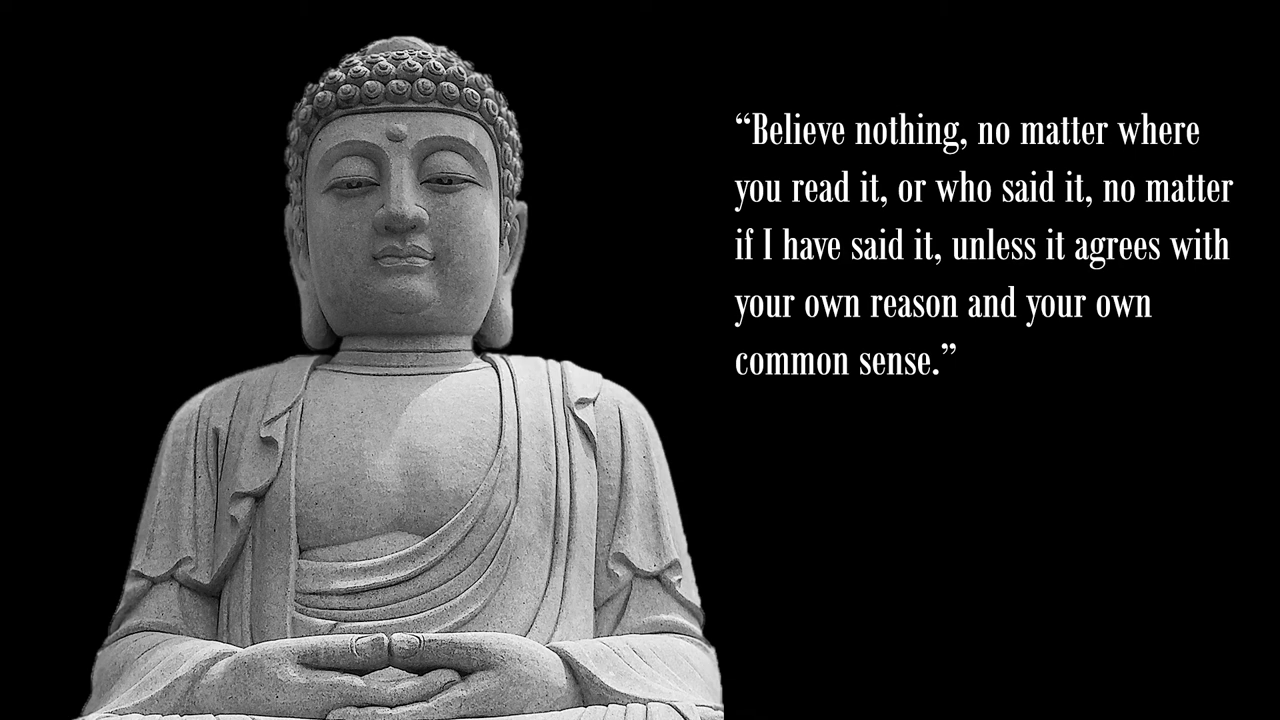 “Believe nothing, no matter where
you read it, or who said it, no matter
if I have said it, unless it agrees with
your own reason and your own
common sense.”